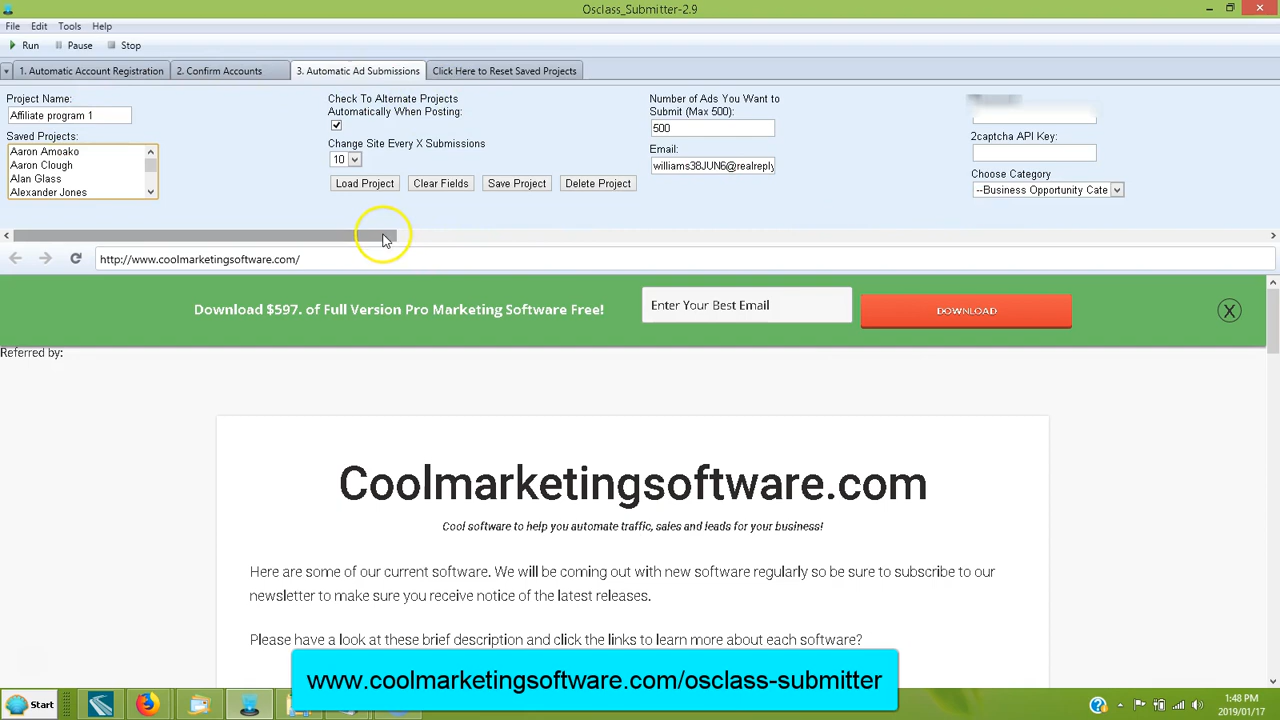 Osclass_Submitter-2.9
File Edit Tools Help
Run Pause Stop
1. Automatic Account Registration 2. Confirm Accounts 3. Automatic Ad Submissions Click Here to Reset Saved Projects
Project Name:
Affiliate program 1
Saved Projects:
Aaron Amoako
Aaron Clough
Alan Glass
Alexander Jones
Check To Alternate Projects
Automatically When Posting:
Change Site Every X Submissions
10
Load Project Clear Fields Save Project Delete Project
Number of Ads You Want to
Submit (Max 500):
500
Email:
williams38JUN6@realreply
2captcha API Key:
Choose Category
--Business Opportunity Cate
http://www.coolmarketingsoftware.com/
Download $597. of Full Version Pro Marketing Software Free! Enter Your Best Email DOWNLOAD X
Referred by:
Coolmarketingsoftware.com
Cool software to help you automate traffic, sales and leads for your business!
Here are some of our current software. We will be coming out with new software regularly so be sure to subscribe to our
newsletter to make sure you receive notice of the latest releases.
Please have a look at these brief description and click the links to learn more about each software?
www.coolmarketingsoftware.com/osclass-submitter
Start
1:48 PM
2019/01/17